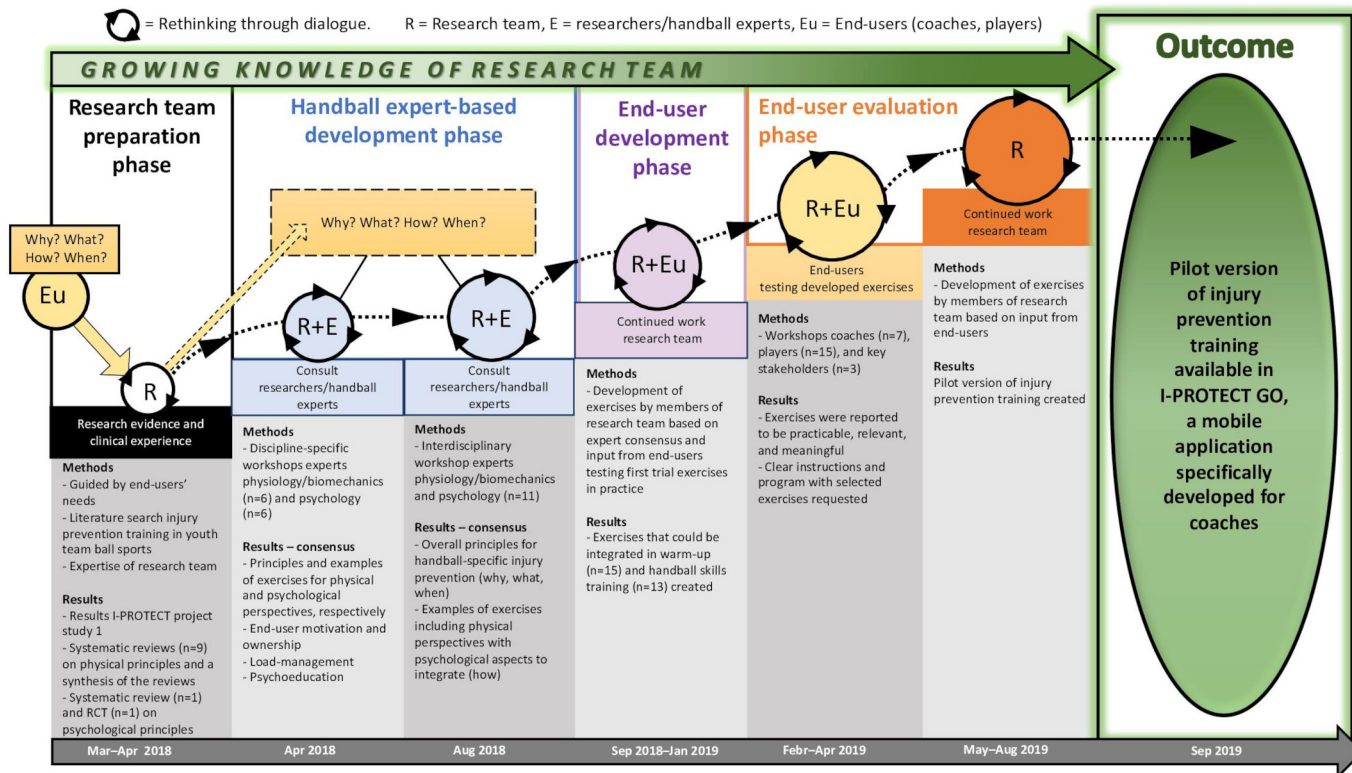 = Rethinking through dialogue.
R = Research team, E = researchers/handball experts, Eu = End-users (coaches, players)
GROWING KNOWLEDGE OF RESEARCH TEAM
Research team
preparation
phase
Why? What?
How? When?
Eu
R
Research evidence and
clinical experience
Methods
- Guided by end-users'
needs
- Literature search injury
prevention training in youth
team ball sports
- Expertise of research team
Results
- Results I-PROTECT project
study 1
- Systematic reviews (n=9)
on physical principles and a
synthesis of the reviews
- Systematic review (n=1)
and RCT (n=1) on
psychological principles
Mar–Apr 2018
Handball expert-based
development phase
Why? What? How? When?
R+E
Consult
researchers/handball
experts
Methods
- Discipline-specific
workshops experts
physiology/biomechanics
(n=6) and psychology
(n=6)
Results – consensus
- Principles and examples
of exercises for physical
and psychological
perspectives, respectively
- End-user motivation and
ownership
- Load-management
- Psychoeducation
Apr 2018
R+E
Consult
researchers/handball
experts
Methods
- Interdisciplinary
workshop experts
physiology/biomechanics
and psychology (n=11)
Results – consensus
- Overall principles for
handball-specific injury
prevention (why, what,
when)
- Examples of exercises
including physical
perspectives with
psychological aspects to
integrate (how)
Aug 2018
End-user
development
phase
R+Eu
Continued work
research team
Methods
- Development of
exercises by members of
research team based on
expert consensus and
input from end-users
testing first trial exercises
in practice
Results
- Exercises that could be
integrated in warm-up
(n=15) and handball skills
training (n=13) created
Sep 2018–Jan 2019
End-user evaluation
phase
R+Eu
End-users
testing developed exercises
Methods
- Workshops coaches (n=7),
players (n=15), and key
stakeholders (n=3)
Results
- Exercises were reported
to be practicable, relevant,
and meaningful
- Clear instructions and
program with selected
exercises requested
Febr–Apr 2019
R
Continued work
research team
Methods
- Development of exercises
by members of research
team based on input from
end-users
Results
Pilot version of injury
prevention training created
May–Aug 2019
Outcome
Pilot version
of injury
prevention
training
available in
I-PROTECT GO,
a mobile
application
specifically
developed for
coaches
Sep 2019